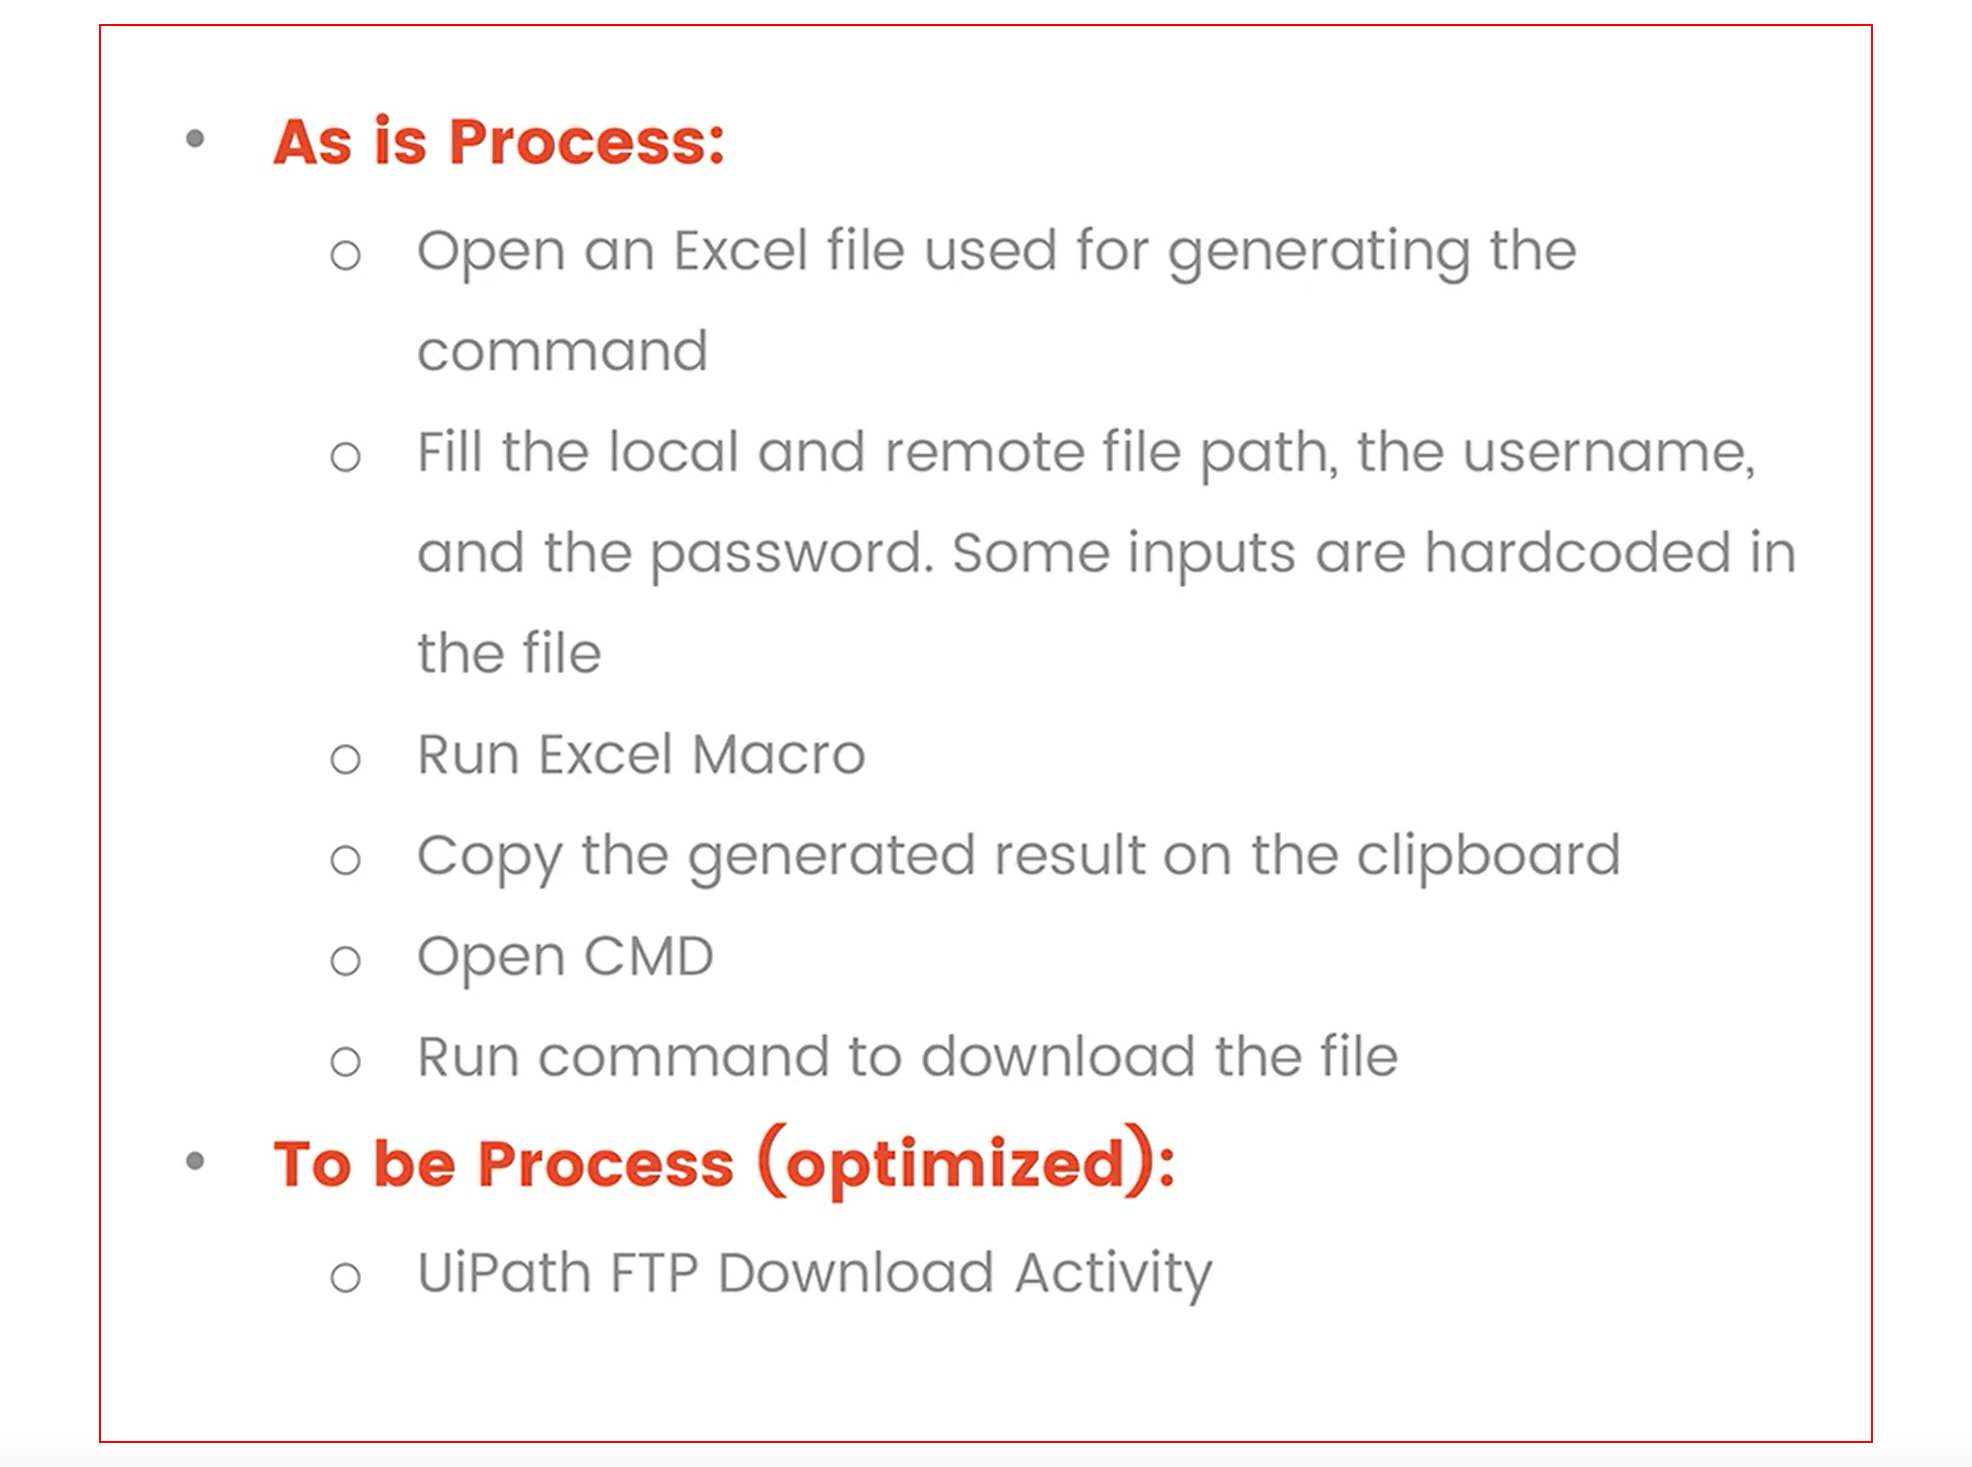 • As is Process:
○ Open an Excel file used for generating the
command
○ Fill the local and remote file path, the username,
and the password. Some inputs are hardcoded in
the file
○ Run Excel Macro
○ Copy the generated result on the clipboard
○ Open CMD
○ Run command to download the file
• To be Process (optimized):
○ UiPath FTP Download Activity